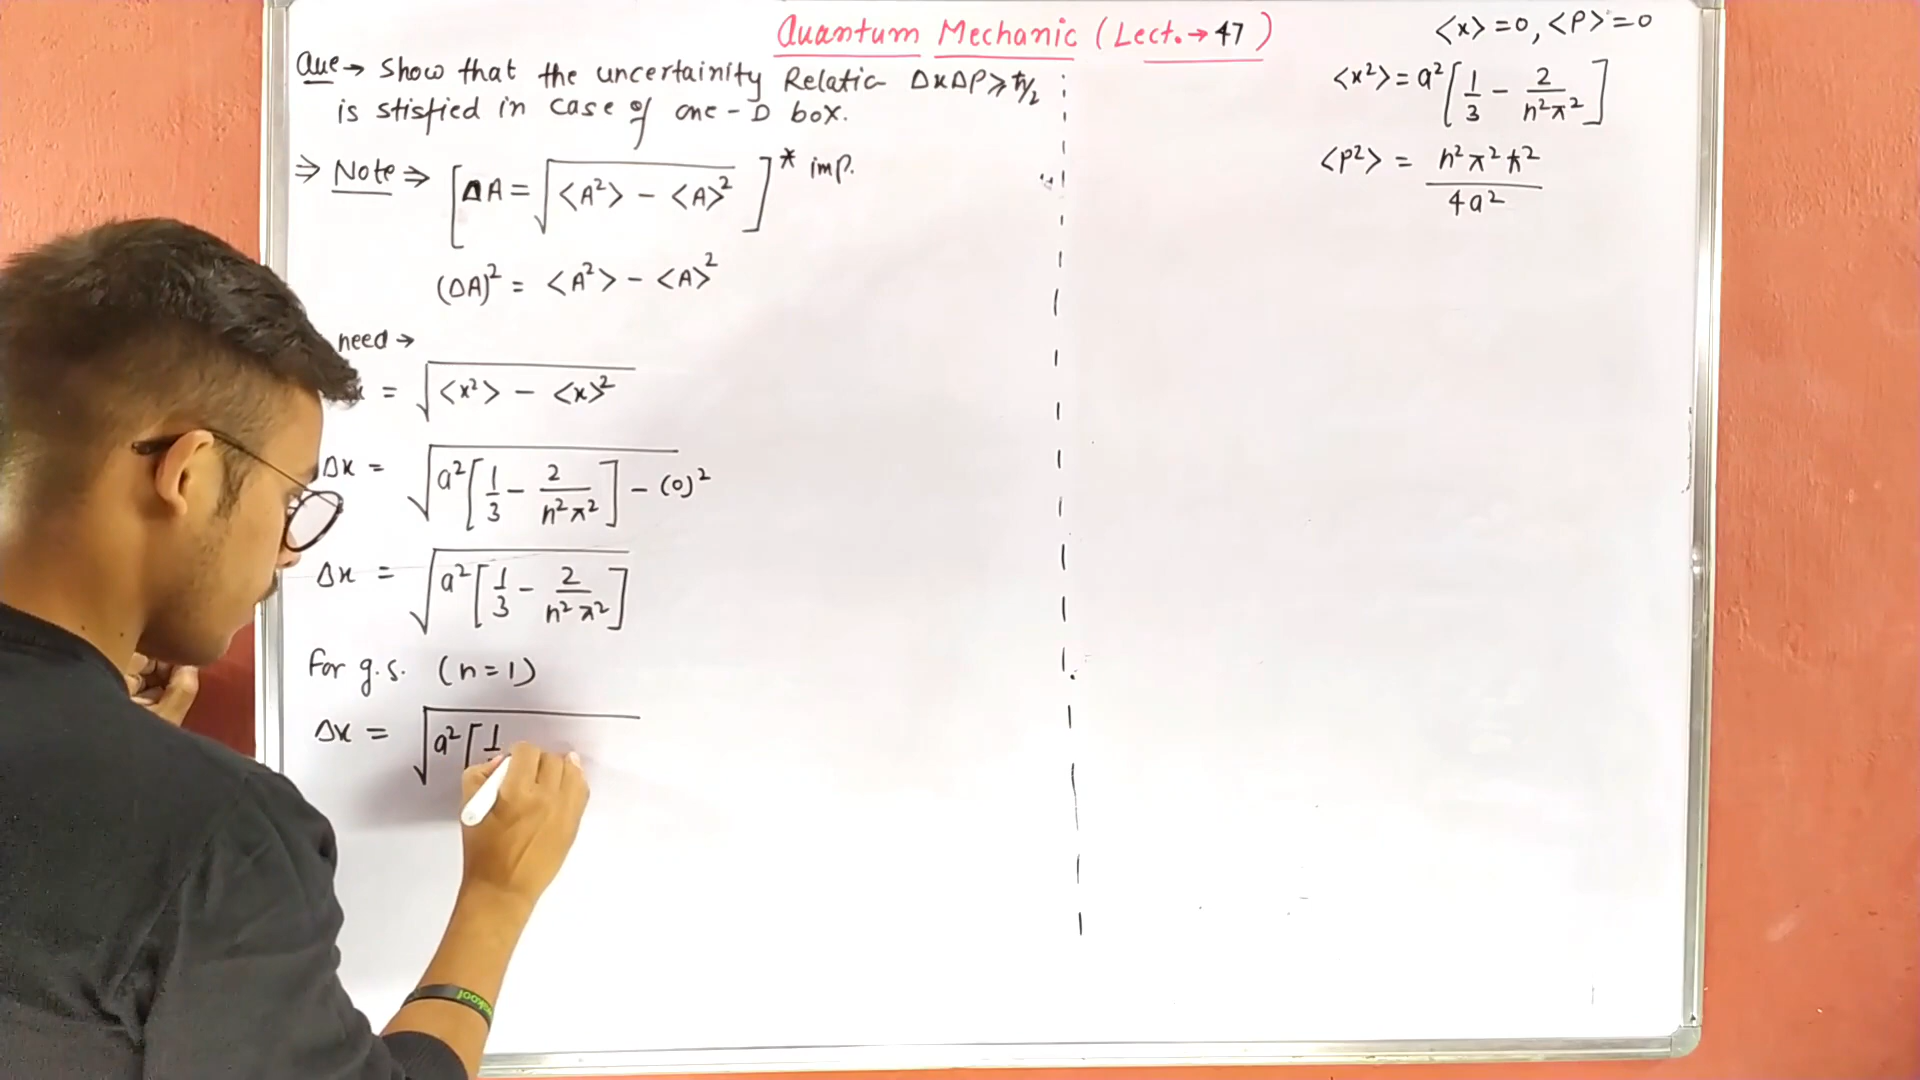 Quantum Mechanic (Lect.→47)
Que→ Show that the uncertainity Relatic ΔxΔP≥ħ/2
is stisfied in case of one-D box.
⇒ Note ⇒ [ΔA = √(<A²> - <A>²)]* imp.
(ΔA)² = <A²> - <A>²
need →
x = √(<x²> - <x>²)
Δx = √(a²[1/3 - 2/n²π²] - (0)²)
Δx = √(a²[1/3 - 2/n²π²])
For g.s. (n=1)
Δx = √(a²[1
<x> =0, <P> =0
<x²> = a²[1/3 - 2/n²π²]
<P²> = n²π²ħ²/4a²